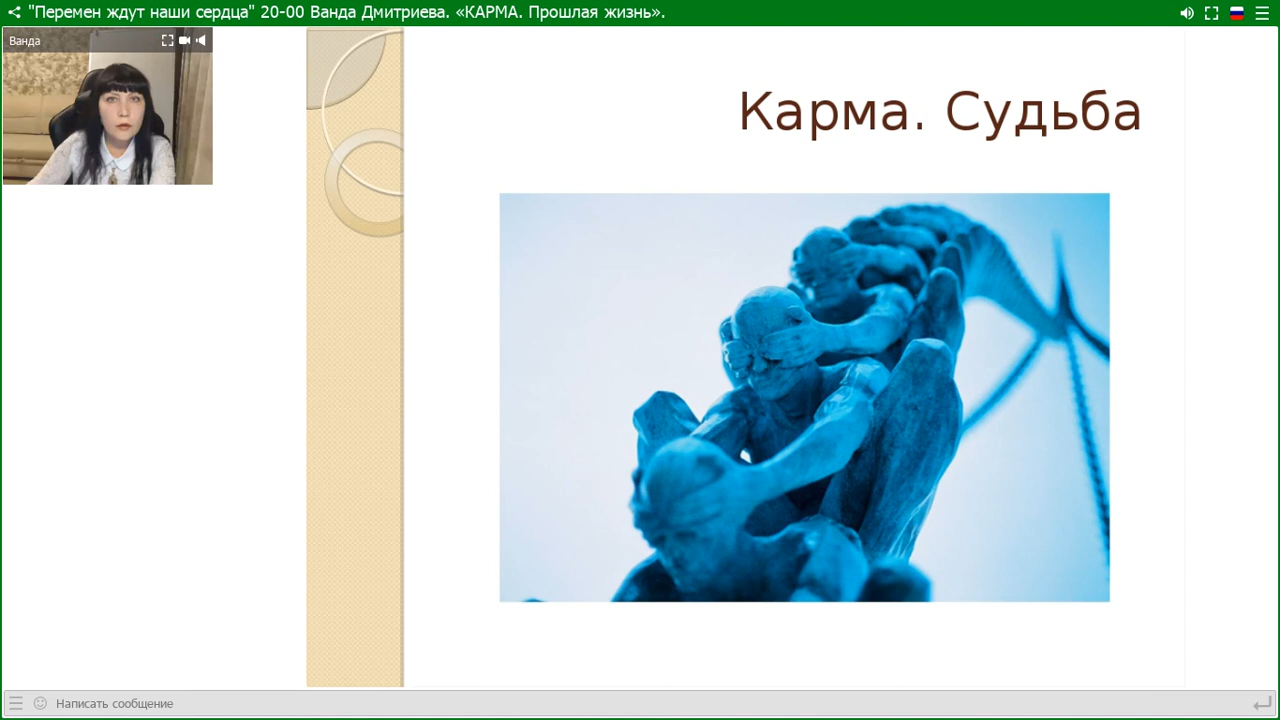 "Перемен ждут наши сердца" 20-00 Ванда Дмитриева. «КАРМА. Прошлая жизнь».
Ванда
Карма. Судьба
Написать сообщение